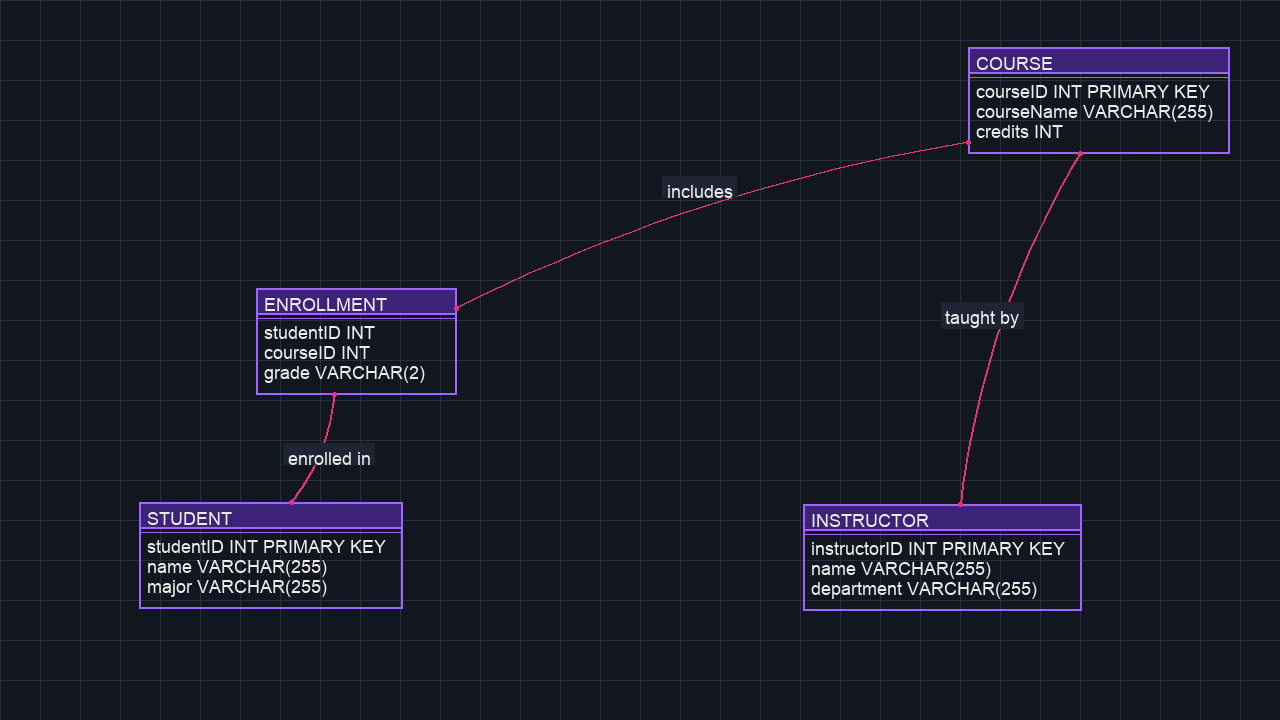 COURSE
courseID INT PRIMARY KEY
courseName VARCHAR(255)
credits INT
includes
ENROLLMENT
studentID INT
courseID INT
grade VARCHAR(2)
taught by
enrolled in
STUDENT
studentID INT PRIMARY KEY
name VARCHAR(255)
major VARCHAR(255)
INSTRUCTOR
instructorID INT PRIMARY KEY
name VARCHAR(255)
department VARCHAR(255)